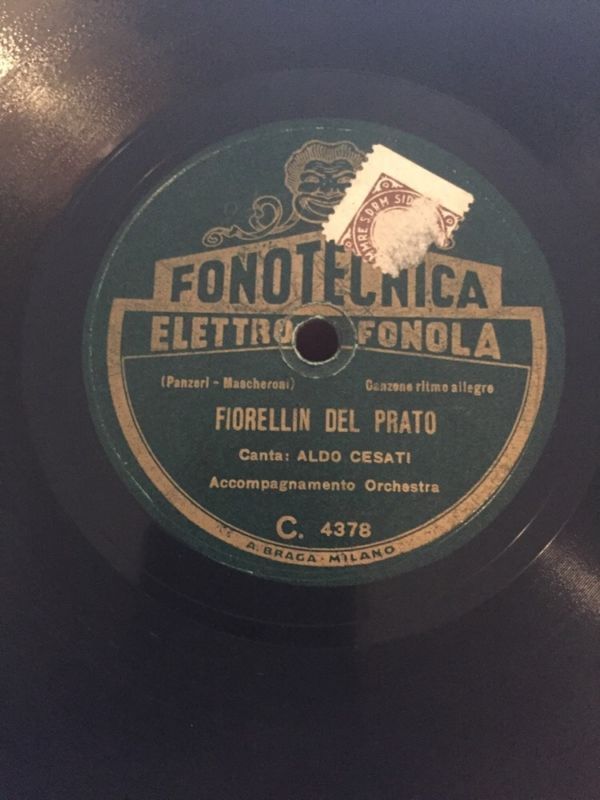 FONOTECNICA
ELETTRO FONOLA
(Panzeri - Mascheroni) Canzone ritmo allegro
FIORELLIN DEL PRATO
Canta: ALDO CESATI
Accompagnamento Orchestra
C. 4378
A. BRAGA - MILANO